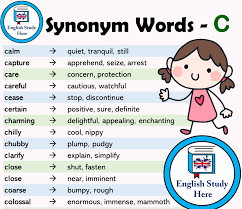 English Study
Here
Synonym Words - C
calm → quiet, tranquil, still
capture → apprehend, seize, arrest
care → concern, protection
careful → cautious, watchful
cease → stop, discontinue
certain → positive, sure, definite
charming → delightful, appealing, enchanting
chilly → cool, nippy
chubby → plump, pudgy
clarify → explain, simplify
close → shut, fasten
close → near, imminent
coarse → bumpy, rough
colossal → enormous, immense, mammoth
English Study
Here